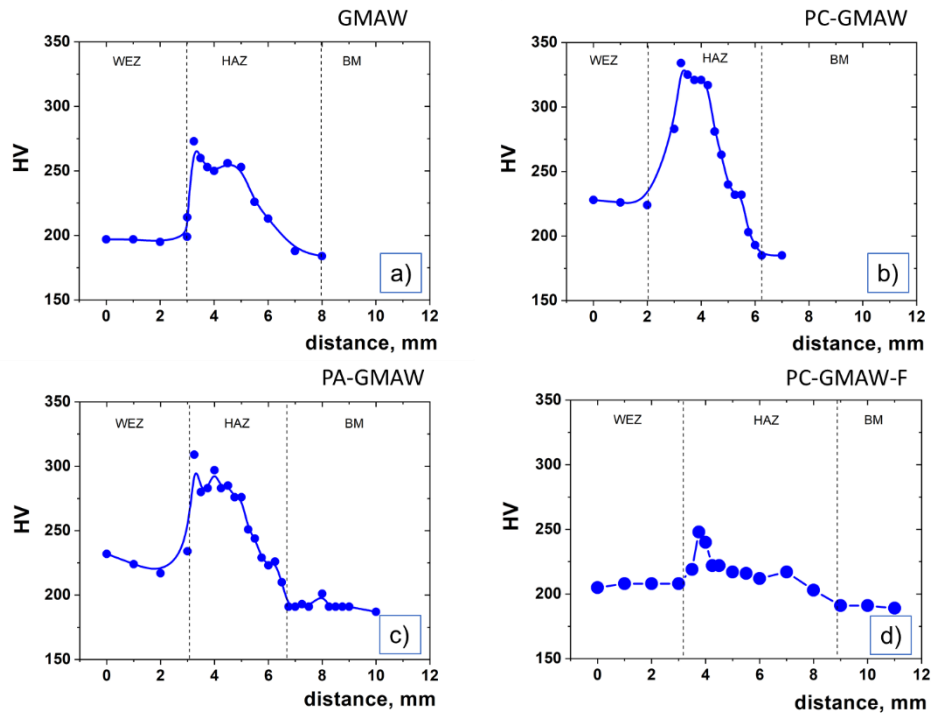 GMAW
350
WEZ HAZ BM
300
HV
250
200
a)
150
0 2 4 6 8 10 12
distance, mm
PC-GMAW
350
WEZ HAZ BM
300
HV
250
200
b)
150
0 2 4 6 8 10 12
distance, mm
PA-GMAW
350
WEZ HAZ BM
300
HV
250
200
c)
150
0 2 4 6 8 10 12
distance, mm
PC-GMAW-F
350
WEZ HAZ BM
300
HV
250
200
d)
150
0 2 4 6 8 10 12
distance, mm